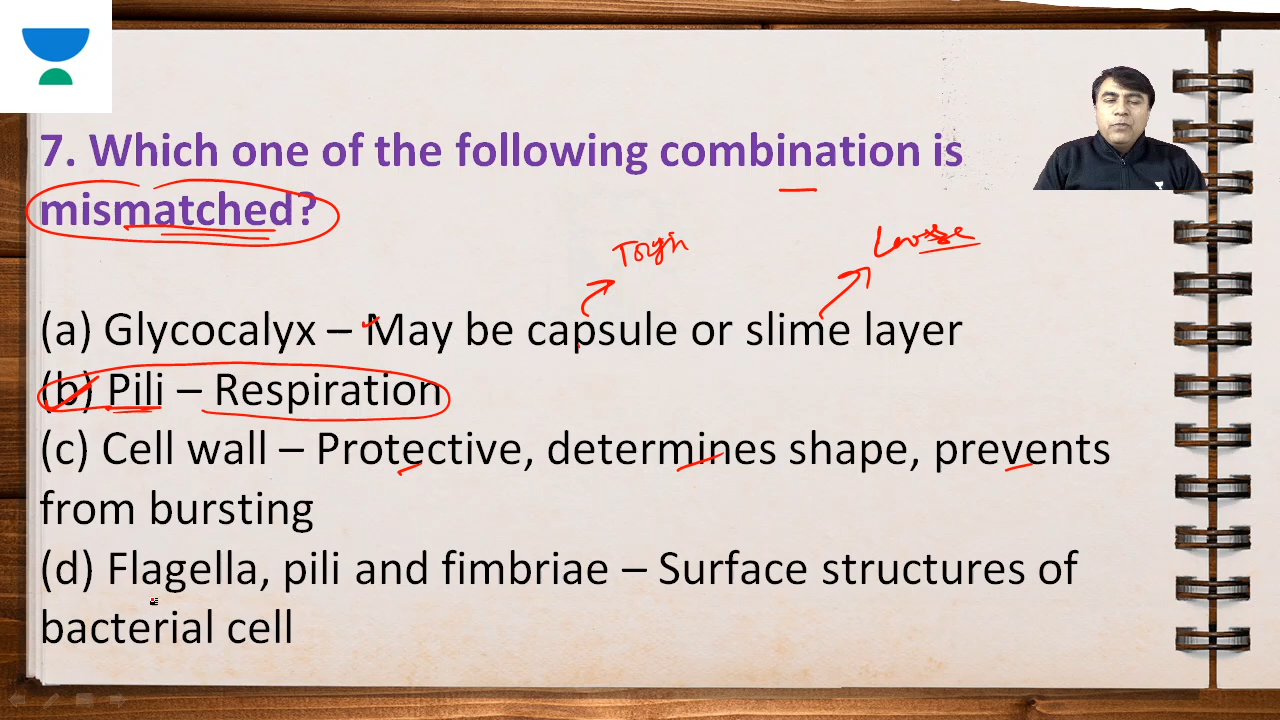 7. Which one of the following combination is
mismatched?
Tough
Loose
(a) Glycocalyx – May be capsule or slime layer
(b) Pili – Respiration
(c) Cell wall – Protective, determines shape, prevents
from bursting
(d) Flagella, pili and fimbriae – Surface structures of
bacterial cell